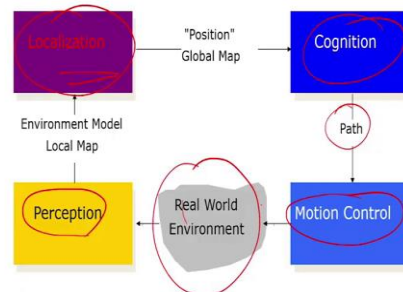 Localization
"Position"
Global Map
Cognition
Environment Model
Local Map
Path
Perception
Real World
Environment
Motion Control